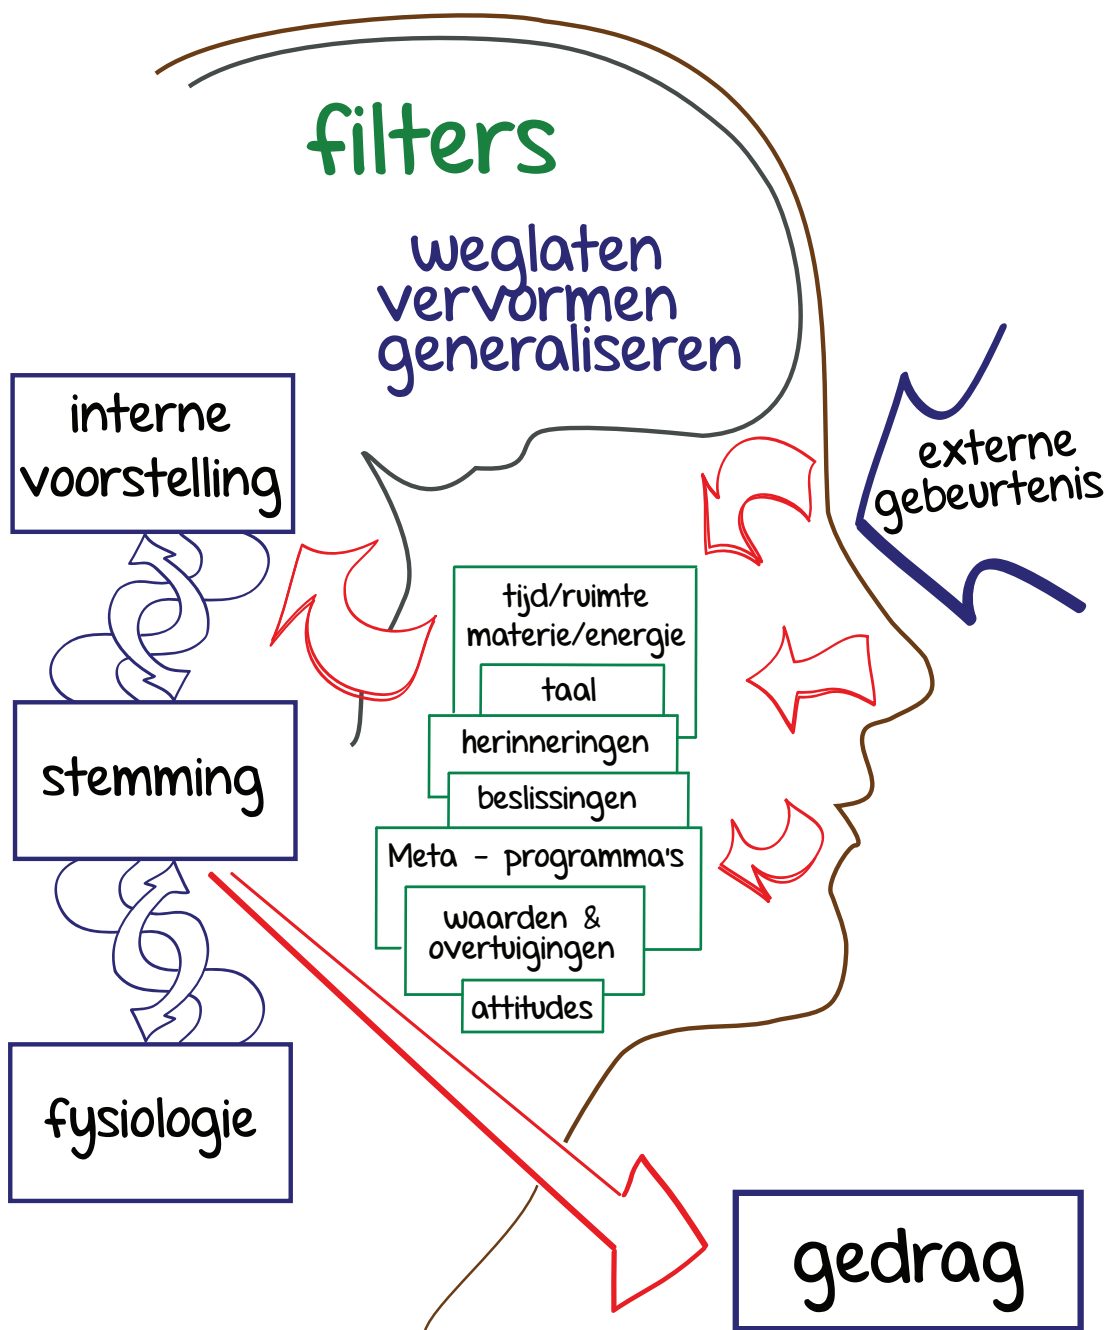 filters
weglaten
vervormen
generaliseren
interne
voorstelling
externe
gebeurtenis
tijd/ruimte
materie/energie
taal
herinneringen
stemming
beslissingen
Meta - programma's
waarden &
overtuigingen
attitudes
fysiologie
gedrag